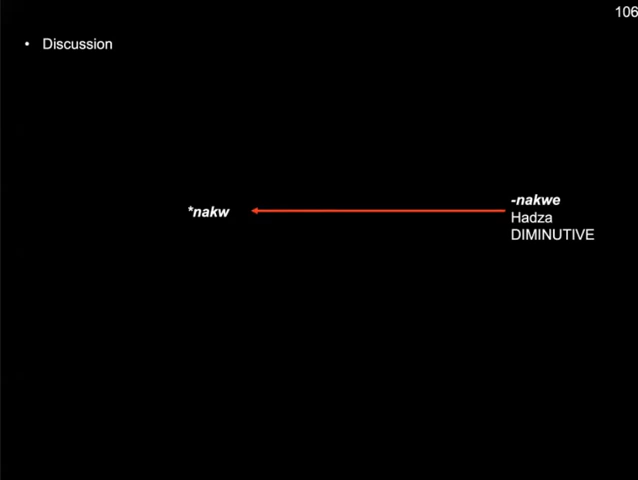 106
• Discussion
*nakw
-nakwe
Hadza
DIMINUTIVE